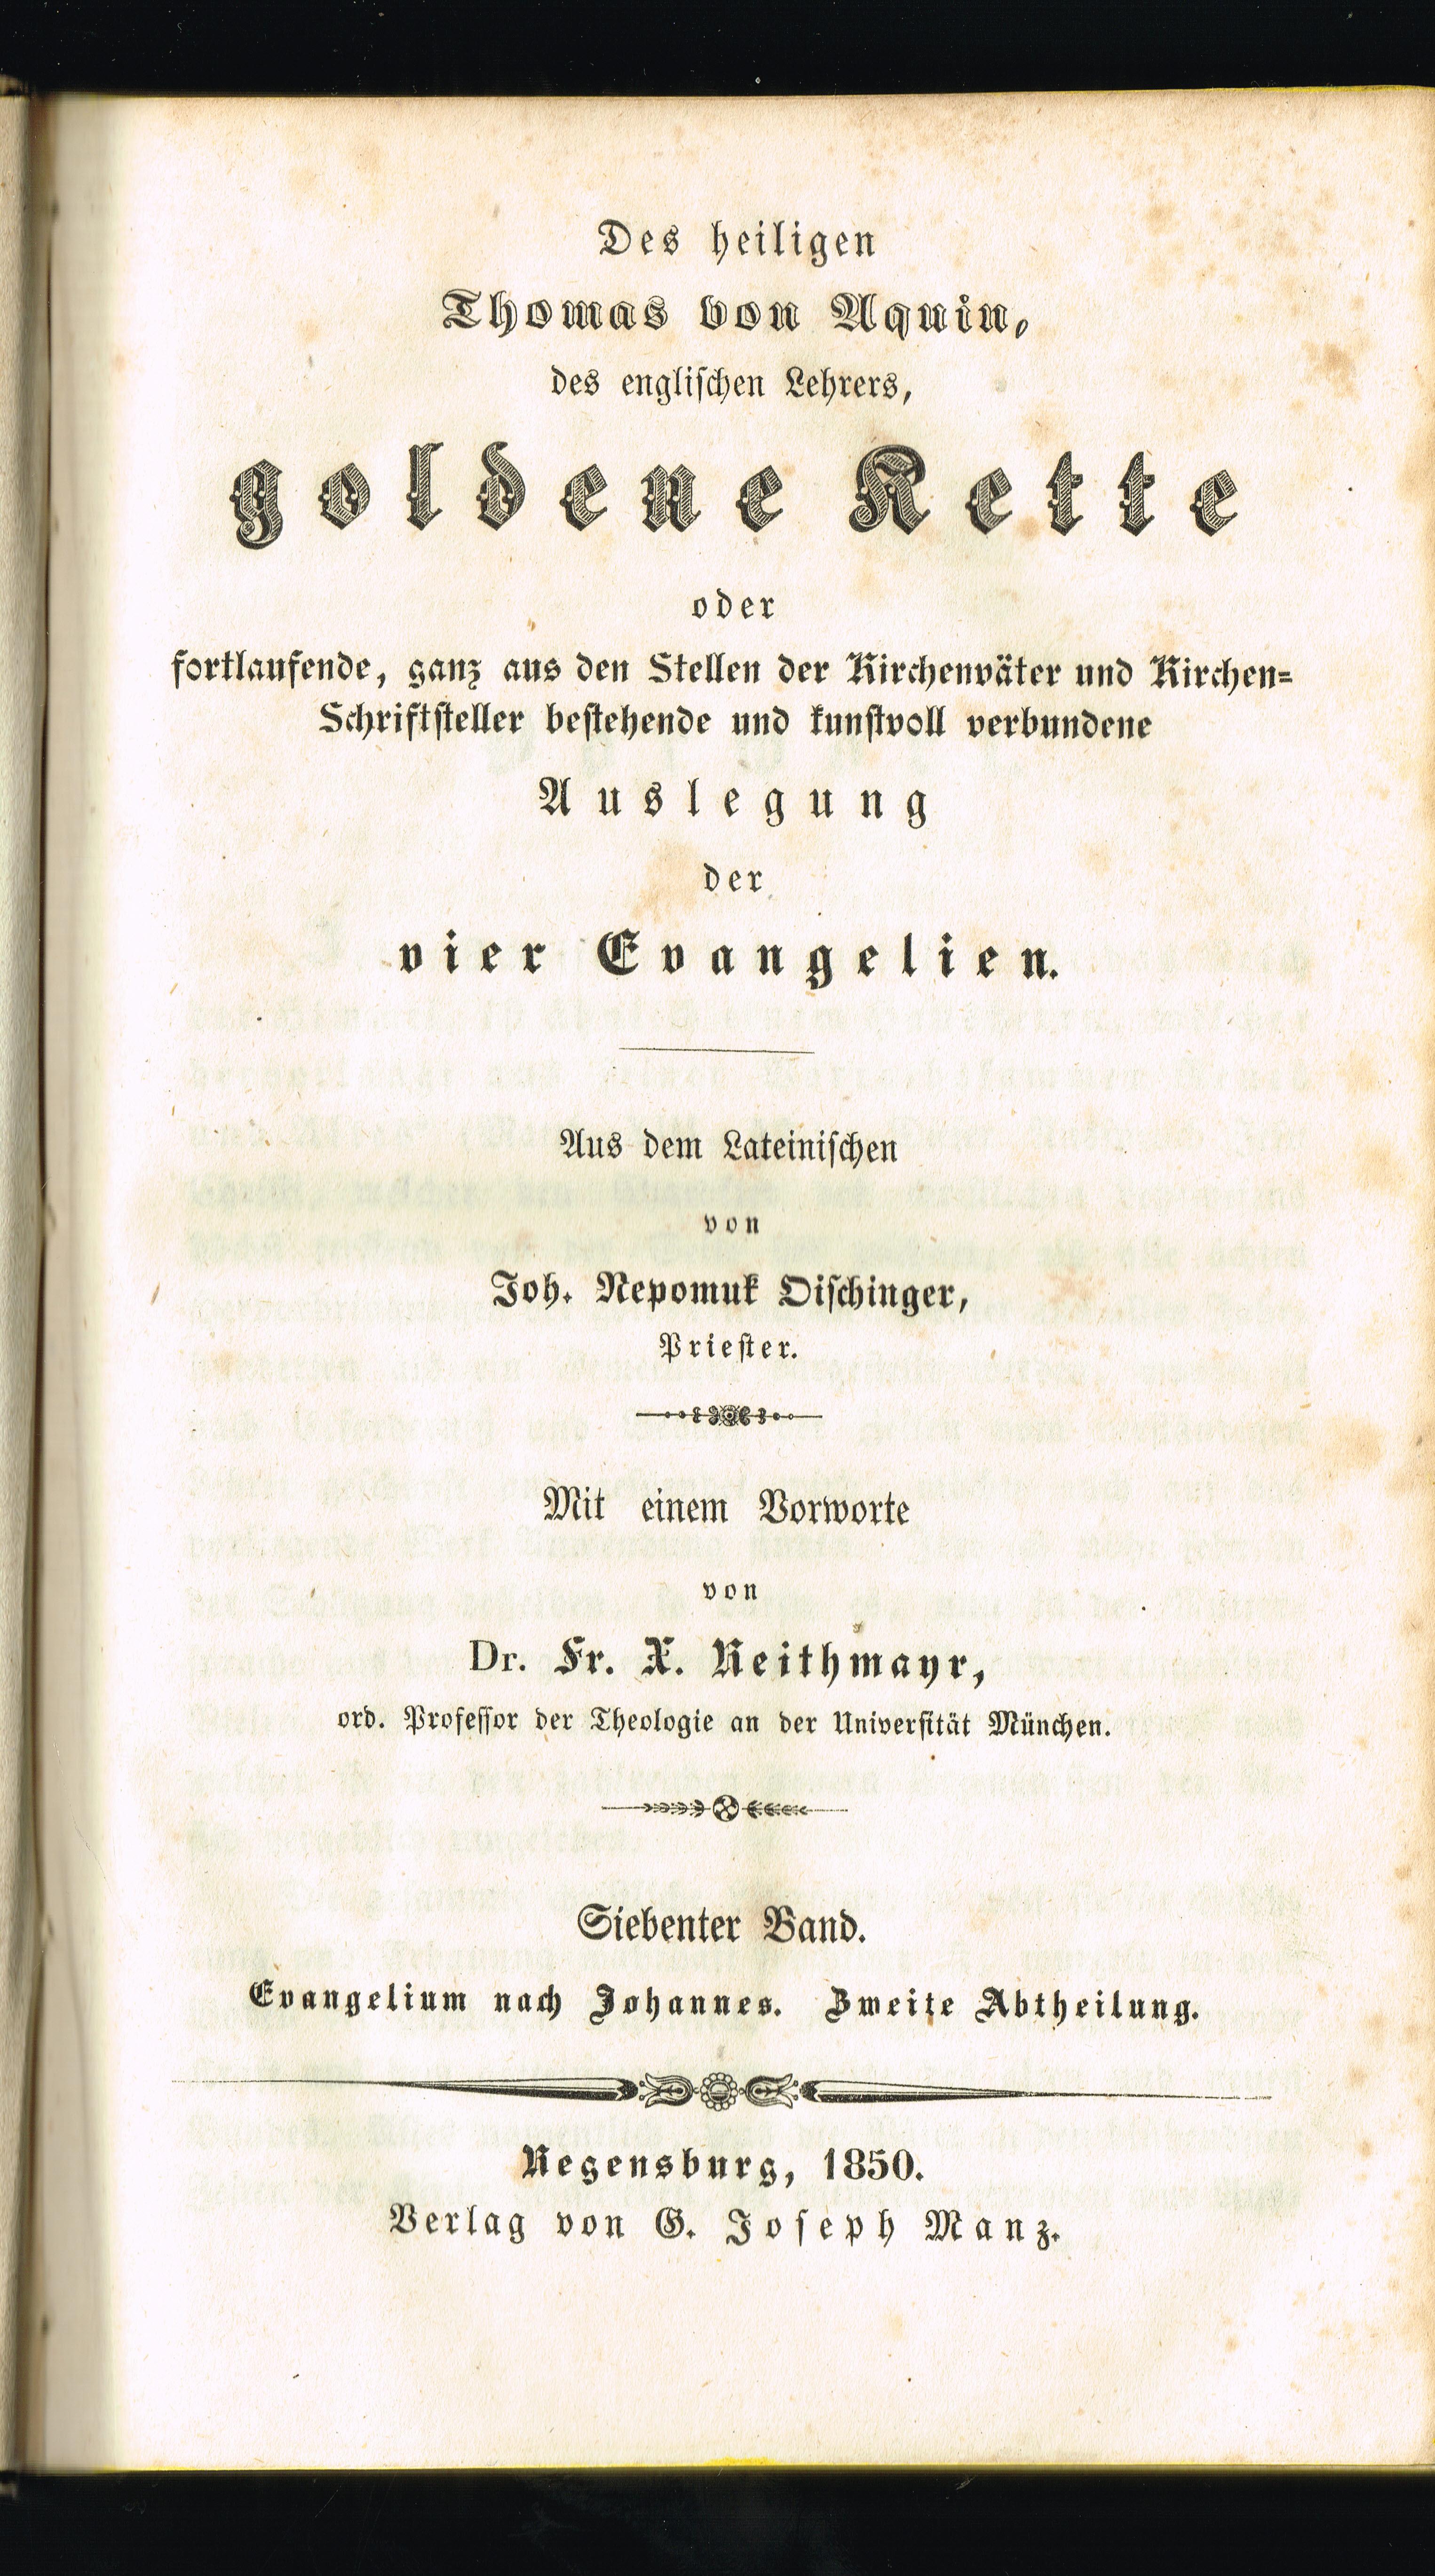 Des heiligen
Thomas von Aquin,
des engliſchen Lehrers,
goldene Kette
oder
fortlaufende, ganz aus den Stellen der Kirchenväter und Kirchen=
Schriftſteller beſtehende und kunſtvoll verbundene
Auslegung
der
vier Evangelien.
Aus dem Lateiniſchen
von
Joh. Nepomuk Oiſchinger,
Prieſter.
Mit einem Vorworte
von
Dr. Fr. X. Reithmayr,
ord. Profeſſor der Theologie an der Univerſität München.
Siebenter Band.
Evangelium nach Johannes. Zweite Abtheilung.
Regensburg, 1850.
Verlag von G. Joſeph Manz.